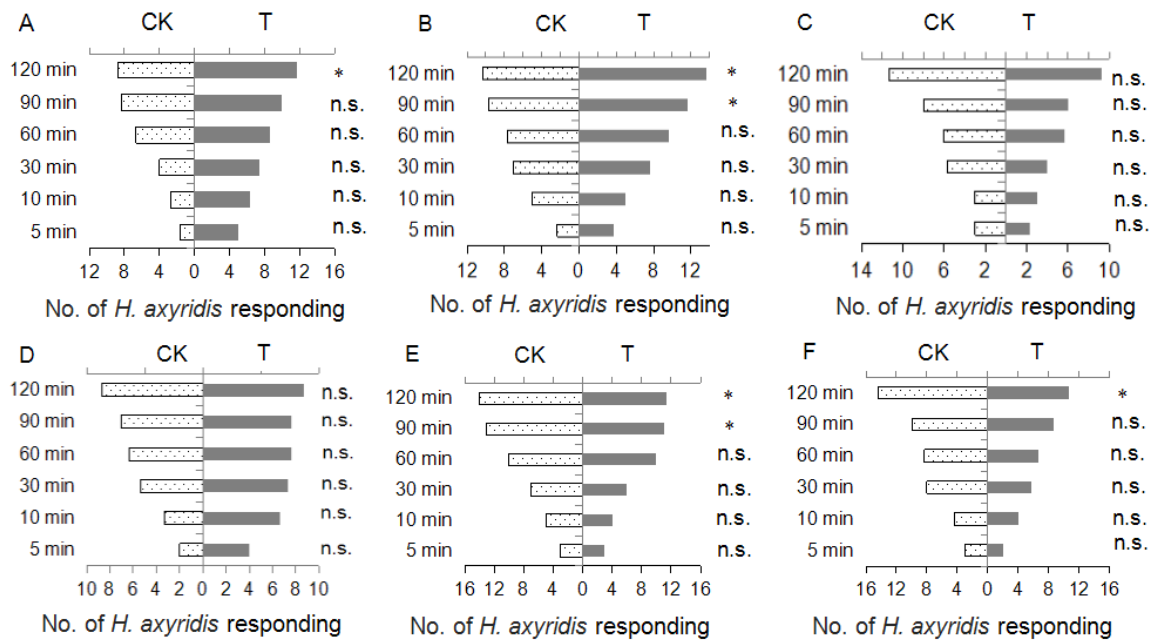 A CK T
120 min *
90 min n.s.
60 min n.s.
30 min n.s.
10 min n.s.
5 min n.s.
12 8 4 0 4 8 12 16
No. of H. axyridis responding
B CK T
120 min *
90 min *
60 min n.s.
30 min n.s.
10 min n.s.
5 min n.s.
12 8 4 0 4 8 12
No. of H. axyridis responding
C CK T
120 min n.s.
90 min n.s.
60 min n.s.
30 min n.s.
10 min n.s.
5 min n.s.
14 10 6 2 2 6 10
No. of H. axyridis responding
D CK T
120 min n.s.
90 min n.s.
60 min n.s.
30 min n.s.
10 min n.s.
5 min n.s.
10 8 6 4 2 0 2 4 6 8 10
No. of H. axyridis responding
E CK T
120 min *
90 min *
60 min n.s.
30 min n.s.
10 min n.s.
5 min n.s.
16 12 8 4 0 4 8 12 16
No. of H. axyridis responding
F CK T
120 min *
90 min n.s.
60 min n.s.
30 min n.s.
10 min n.s.
5 min n.s.
16 12 8 4 0 4 8 12 16
No. of H. axyridis responding